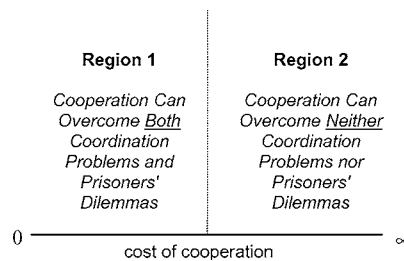 Region 1
Cooperation Can
Overcome Both
Coordination
Problems and
Prisoners'
Dilemmas
Region 2
Cooperation Can
Overcome Neither
Coordination
Problems nor
Prisoners'
Dilemmas
0 ∞
cost of cooperation